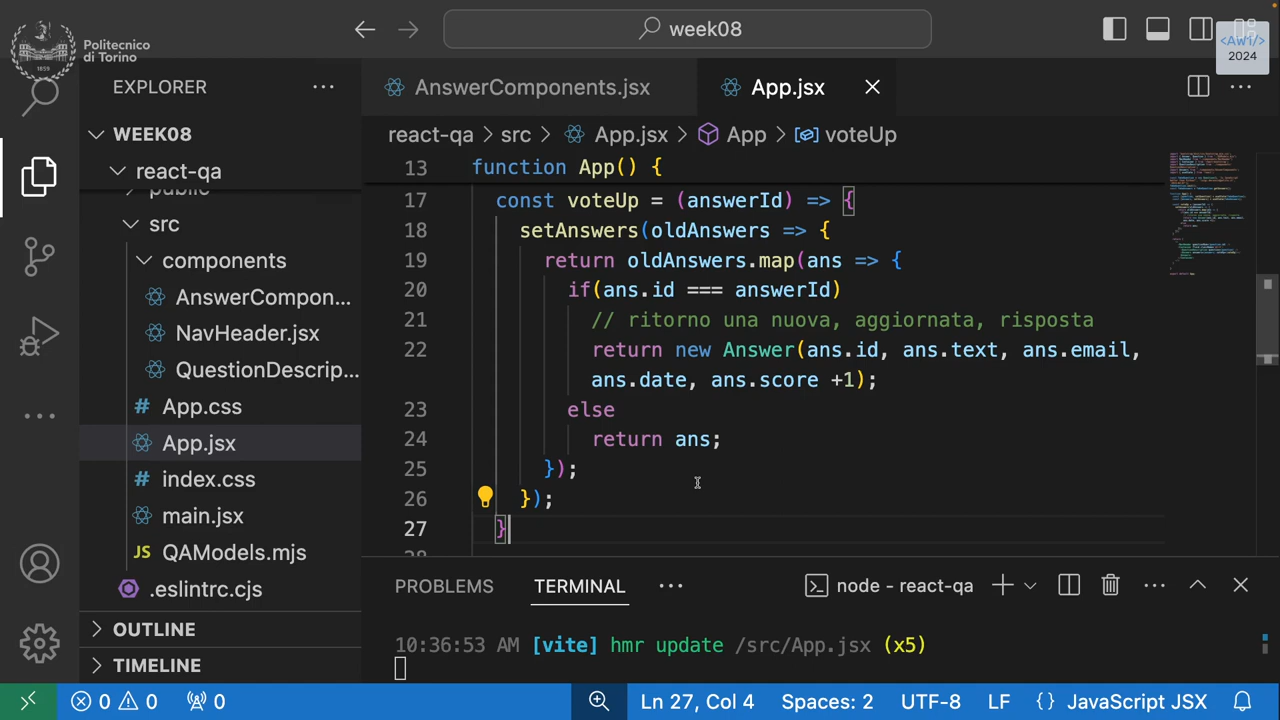 week08
Politecnico
di Torino
1859
<AW1/>
2024
EXPLORER
AnswerComponents.jsx
App.jsx
WEEK08
react-qa > src > App.jsx > App > voteUp
react-qa
13 function App() {
public
17 const voteUp = (answerId) => {
src
18 setAnswers(oldAnswers => {
components
19 return oldAnswers.map(ans => {
AnswerCompon...
20 if(ans.id === answerId)
NavHeader.jsx
21 // ritorno una nuova, aggiornata, risposta
QuestionDescrip...
22 return new Answer(ans.id, ans.text, ans.email,
ans.date, ans.score +1);
App.css
23 else
App.jsx
24 return ans;
index.css
25 });
main.jsx
26 });
QAModels.mjs
27 }
.eslintrc.cjs
PROBLEMS
TERMINAL
node - react-qa
OUTLINE
10:36:53 AM [vite] hmr update /src/App.jsx (x5)
TIMELINE
0 0 0
Ln 27, Col 4
Spaces: 2
UTF-8
LF
{} JavaScript JSX